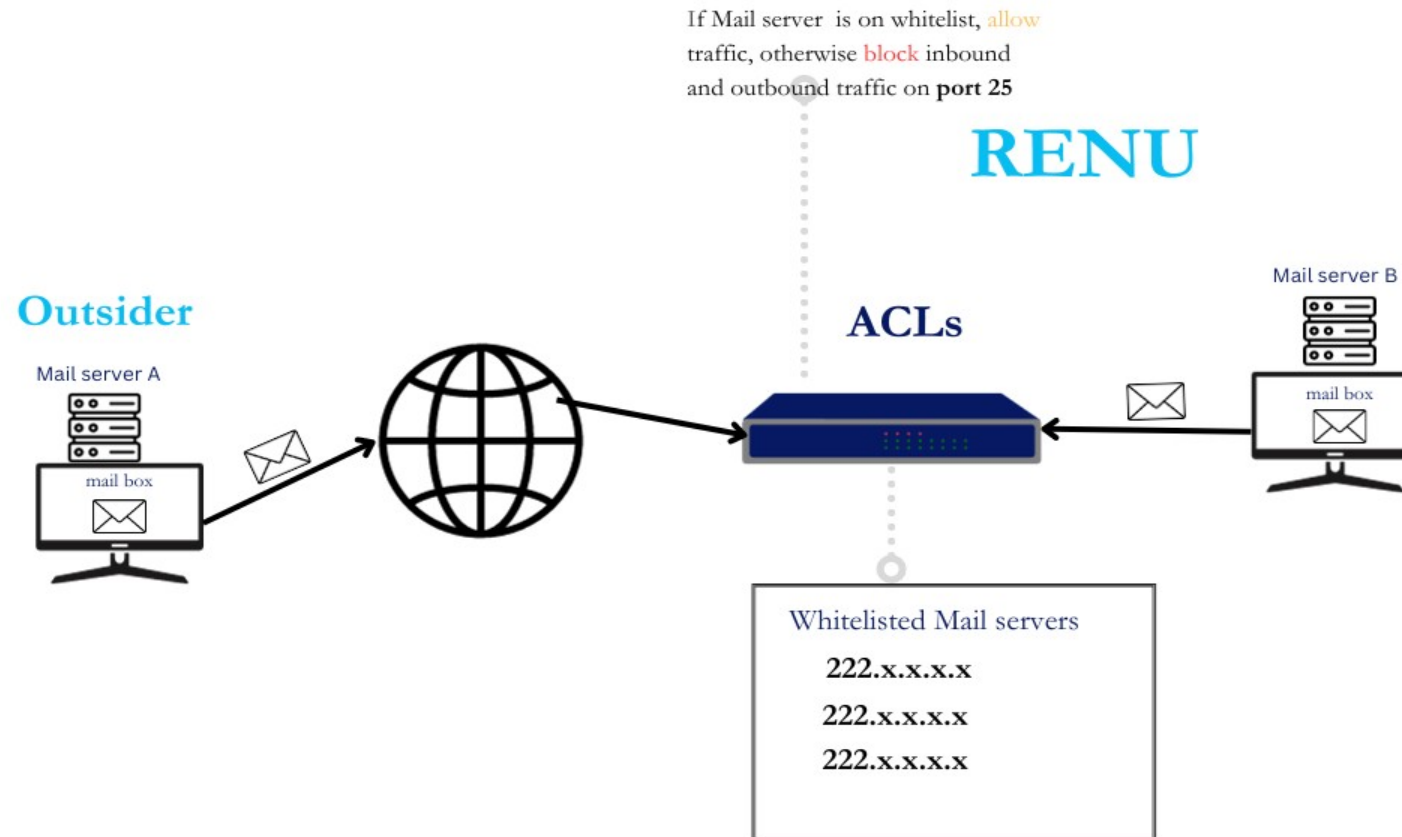 If Mail server is on whitelist, allow
traffic, otherwise block inbound
and outbound traffic on port 25
RENU
Outsider
ACLs
Mail server B
mail box
Mail server A
mail box
Whitelisted Mail servers
222.x.x.x.x
222.x.x.x.x
222.x.x.x.x